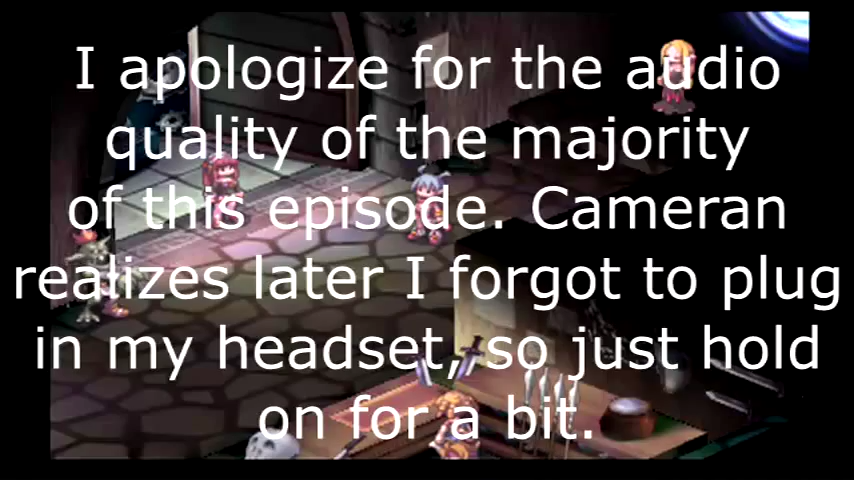 I apologize for the audio
quality of the majority
of this episode. Cameran
realizes later I forgot to plug
in my headset, so just hold
on for a bit.